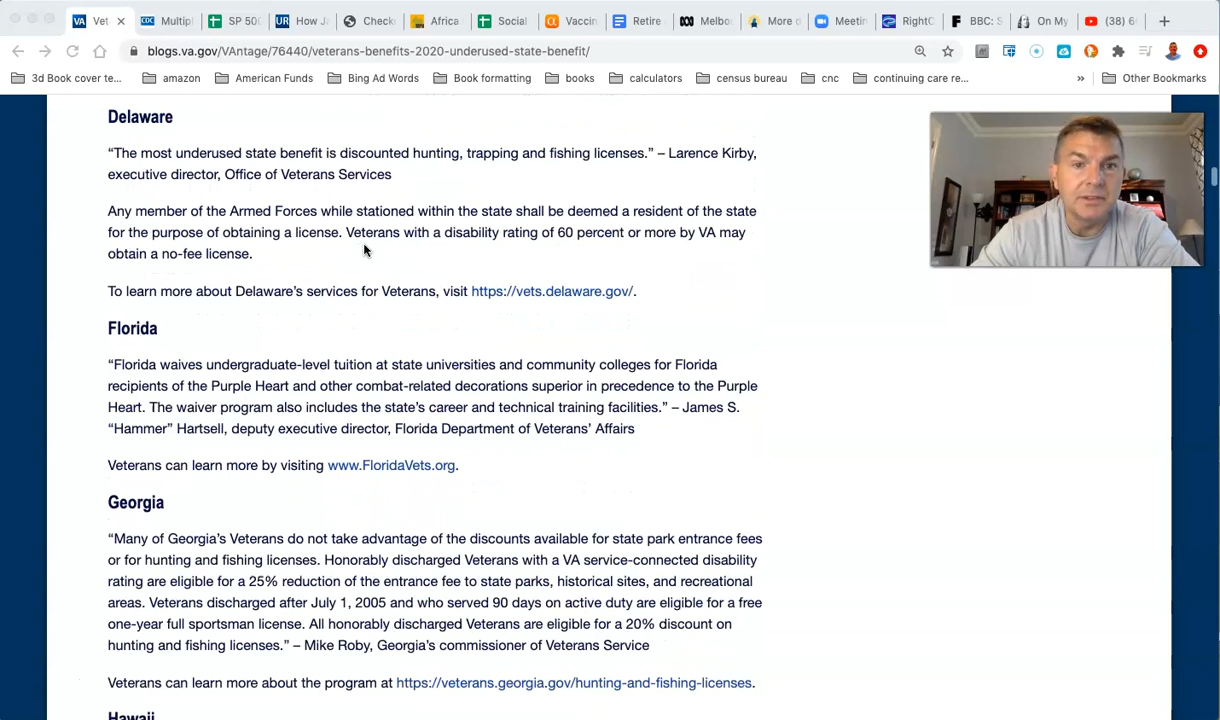 Vet
Multipl
SP 500
How Ja
Checkl
Africa
Social
Vaccin
Retire
Melbou
More d
Meetin
RightC
BBC: S
On My
(38) 6
blogs.va.gov/VAntage/76440/veterans-benefits-2020-underused-state-benefit/
3d Book cover te...
amazon
American Funds
Bing Ad Words
Book formatting
books
calculators
census bureau
cnc
continuing care re...
»
Other Bookmarks
Delaware
“The most underused state benefit is discounted hunting, trapping and fishing licenses.” – Larence Kirby,
executive director, Office of Veterans Services
Any member of the Armed Forces while stationed within the state shall be deemed a resident of the state
for the purpose of obtaining a license. Veterans with a disability rating of 60 percent or more by VA may
obtain a no-fee license.
To learn more about Delaware’s services for Veterans, visit https://vets.delaware.gov/.
Florida
“Florida waives undergraduate-level tuition at state universities and community colleges for Florida
recipients of the Purple Heart and other combat-related decorations superior in precedence to the Purple
Heart. The waiver program also includes the state’s career and technical training facilities.” – James S.
“Hammer” Hartsell, deputy executive director, Florida Department of Veterans’ Affairs
Veterans can learn more by visiting www.FloridaVets.org.
Georgia
“Many of Georgia’s Veterans do not take advantage of the discounts available for state park entrance fees
or for hunting and fishing licenses. Honorably discharged Veterans with a VA service-connected disability
rating are eligible for a 25% reduction of the entrance fee to state parks, historical sites, and recreational
areas. Veterans discharged after July 1, 2005 and who served 90 days on active duty are eligible for a free
one-year full sportsman license. All honorably discharged Veterans are eligible for a 20% discount on
hunting and fishing licenses.” – Mike Roby, Georgia’s commissioner of Veterans Service
Veterans can learn more about the program at https://veterans.georgia.gov/hunting-and-fishing-licenses.
Hawaii